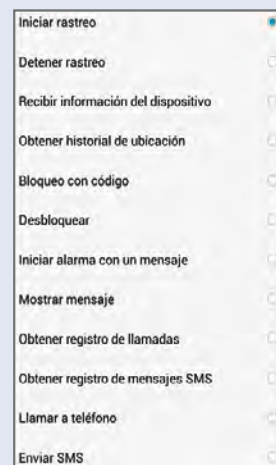 Iniciar rastreo
Detener rastreo
Recibir información del dispositivo
Obtener historial de ubicación
Bloqueo con código
Desbloquear
Iniciar alarma con un mensaje
Mostrar mensaje
Obtener registro de llamadas
Obtener registro de mensajes SMS
Llamar a teléfono
Enviar SMS